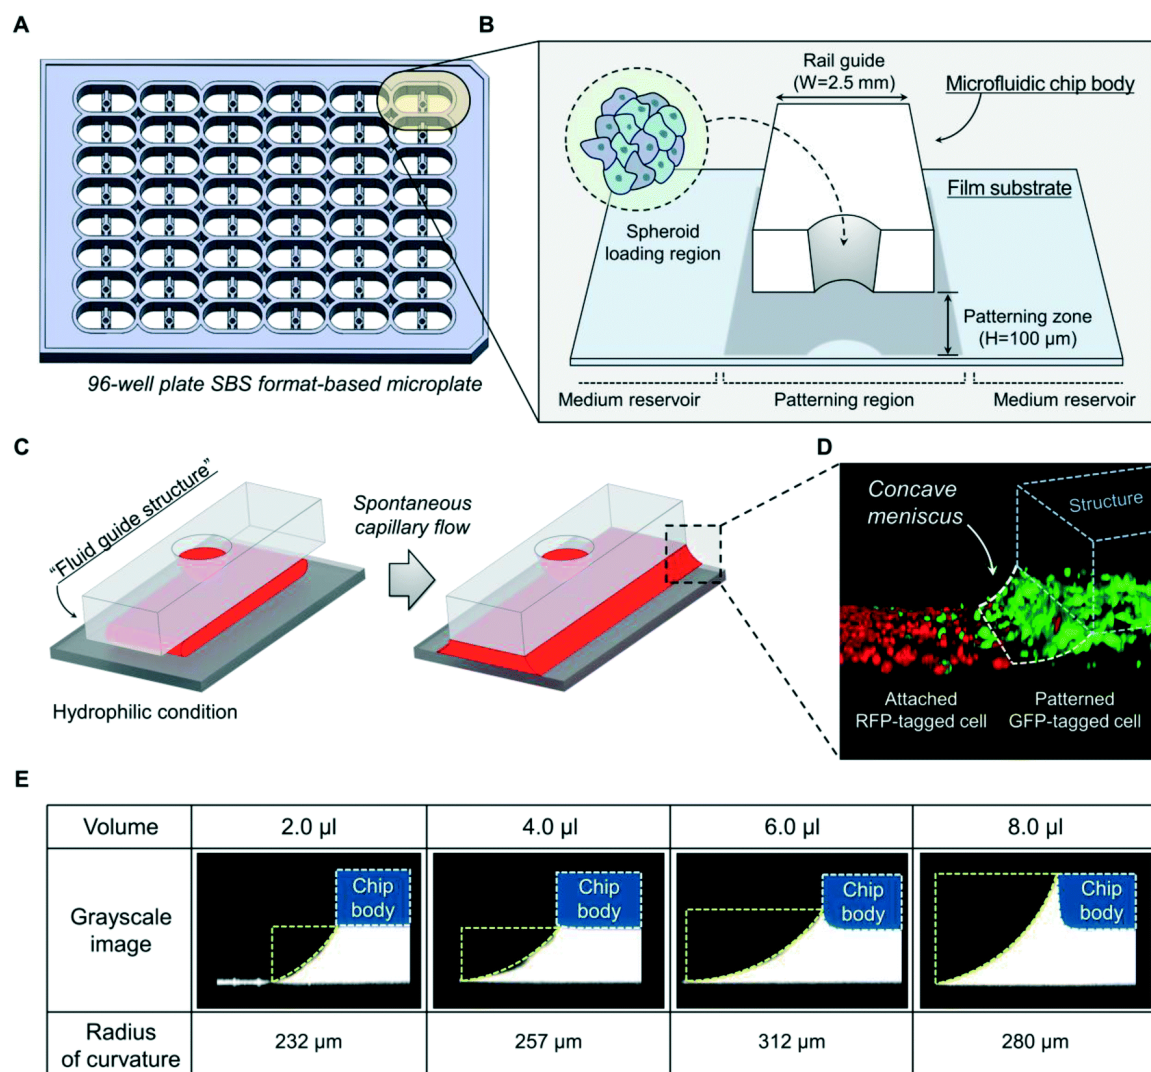 A
B
Rail guide
(W=2.5 mm)
Microfluidic chip body
Film substrate
Spheroid
loading region
Patterning zone
(H=100 µm)
96-well plate SBS format-based microplate
Medium reservoir
Patterning region
Medium reservoir
C
D
"Fluid guide structure"
Spontaneous
capillary flow
Hydrophilic condition
Concave
meniscus
Structure
Attached
RFP-tagged cell
Patterned
GFP-tagged cell
E
Volume
2.0 µl
4.0 µl
6.0 µl
8.0 µl
Grayscale
image
Chip
body
Chip
body
Chip
body
Chip
body
Radius
of curvature
232 µm
257 µm
312 µm
280 µm